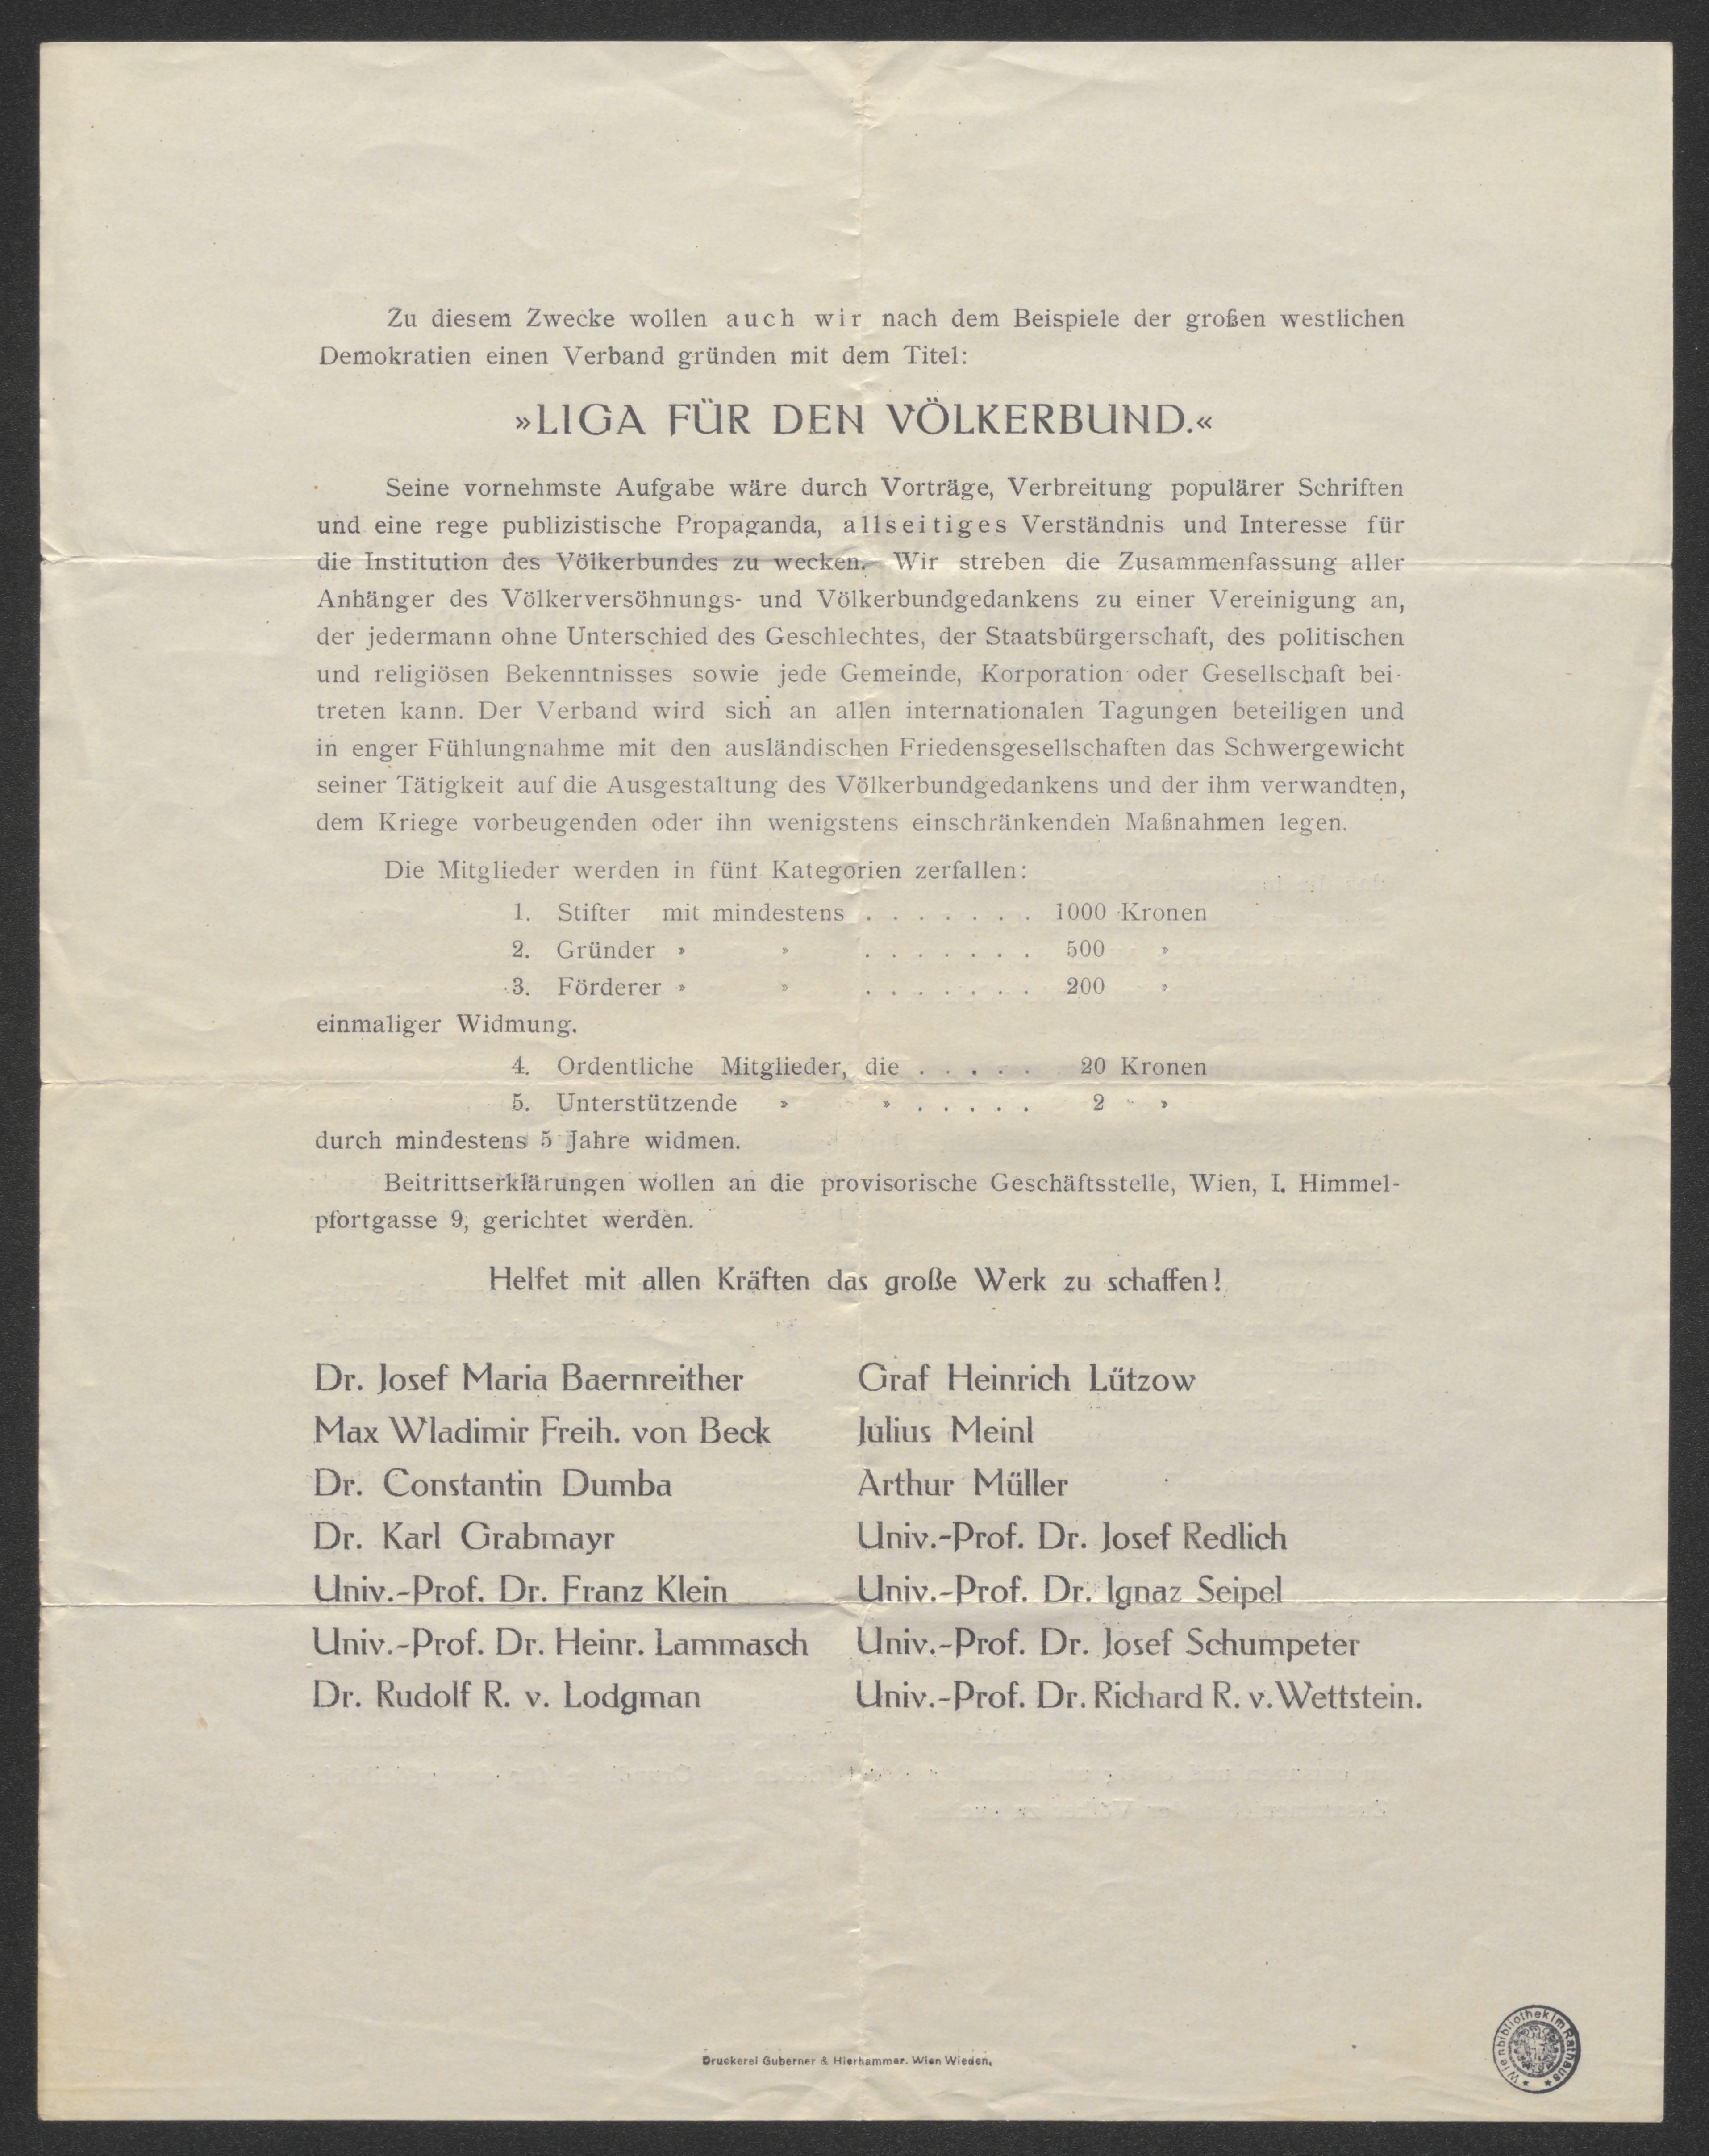 Zu diesem Zwecke wollen auch wir nach dem Beispiele der großen westlichen
Demokratien einen Verband gründen mit dem Titel:
»LIGA FÜR DEN VÖLKERBUND.«
Seine vornehmste Aufgabe wäre durch Vorträge, Verbreitung populärer Schriften
und eine rege publizistische Propaganda, allseitiges Verständnis und Interesse für
die Institution des Völkerbundes zu wecken. Wir streben die Zusammenfassung aller
Anhänger des Völkerversöhnungs- und Völkerbundgedankens zu einer Vereinigung an,
der jedermann ohne Unterschied des Geschlechtes, der Staatsbürgerschaft, des politischen
und religiösen Bekenntnisses sowie jede Gemeinde, Korporation oder Gesellschaft bei-
treten kann. Der Verband wird sich an allen internationalen Tagungen beteiligen und
in enger Fühlungnahme mit den ausländischen Friedensgesellschaften das Schwergewicht
seiner Tätigkeit auf die Ausgestaltung des Völkerbundgedankens und der ihm verwandten,
dem Kriege vorbeugenden oder ihn wenigstens einschränkenden Maßnahmen legen.
Die Mitglieder werden in fünf Kategorien zerfallen:
1. Stifter mit mindestens . . . . . . . 1000 Kronen
2. Gründer » » . . . . . . . 500 »
3. Förderer » » . . . . . . . 200 »
einmaliger Widmung.
4. Ordentliche Mitglieder, die . . . . . 20 Kronen
5. Unterstützende » » . . . . . 2 »
durch mindestens 5 Jahre widmen.
Beitrittserklärungen wollen an die provisorische Geschäftsstelle, Wien, I. Himmel-
pfortgasse 9, gerichtet werden.
Helfet mit allen Kräften das große Werk zu schaffen!
Dr. Josef Maria Baernreither
Max Wladimir Freih. von Beck
Dr. Constantin Dumba
Dr. Karl Grabmayr
Univ.-Prof. Dr. Franz Klein
Univ.-Prof. Dr. Heinr. Lammasch
Dr. Rudolf R. v. Lodgman
Graf Heinrich Lützow
Julius Meinl
Arthur Müller
Univ.-Prof. Dr. Josef Redlich
Univ.-Prof. Dr. Ignaz Seipel
Univ.-Prof. Dr. Josef Schumpeter
Univ.-Prof. Dr. Richard R. v. Wettstein.
Druckerei Guberner & Hierhammer. Wien Wieden.
Wienbibliothek im Rathaus